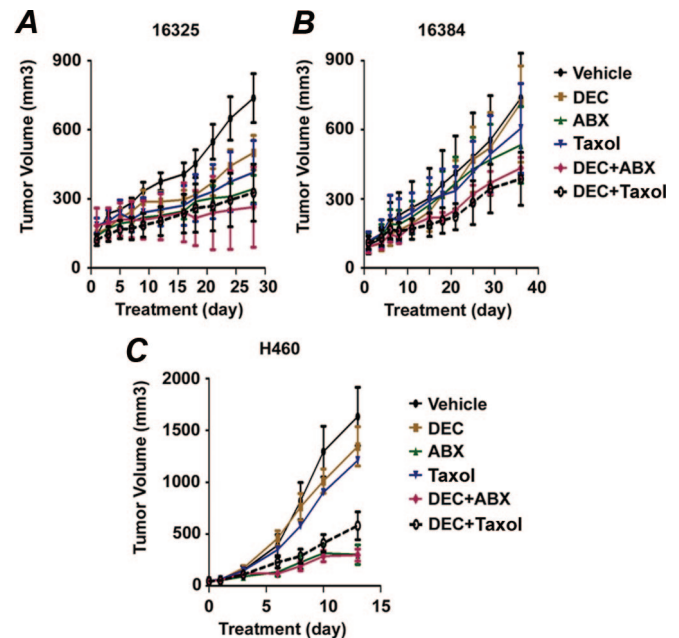 A
16325
Tumor Volume (mm3)
900
600
300
0
0 5 10 15 20 25 30
Treatment (day)
B
16384
Tumor Volume (mm3)
900
600
300
0
0 10 20 30 40
Treatment (day)
Vehicle
DEC
ABX
Taxol
DEC+ABX
DEC+Taxol
C
H460
Tumor Volume (mm3)
2000
1500
1000
500
0
0 5 10 15
Treatment (day)
Vehicle
DEC
ABX
Taxol
DEC+ABX
DEC+Taxol